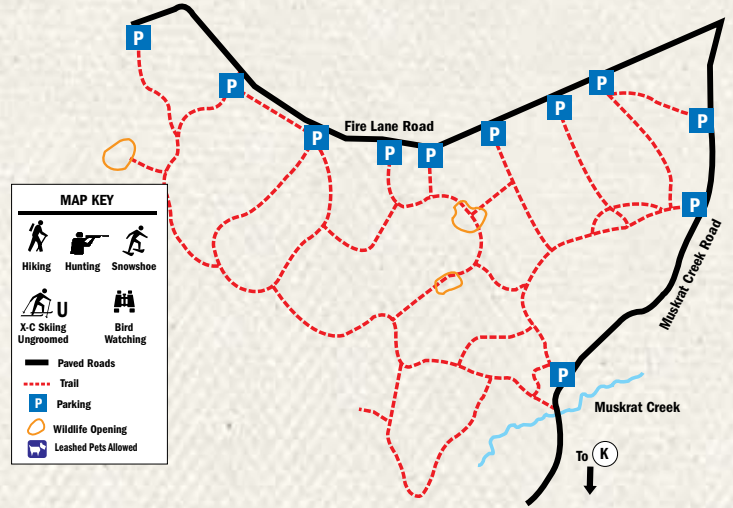 P
P
P
P
P
P
P
P
P
P
P
Fire Lane Road
MAP KEY
Hiking Hunting Snowshoe
U
X-C Skiing Bird
Ungroomed Watching
Paved Roads
Trail
P Parking
Wildlife Opening
Leashed Pets Allowed
Muskrat Creek Road
Muskrat Creek
To K